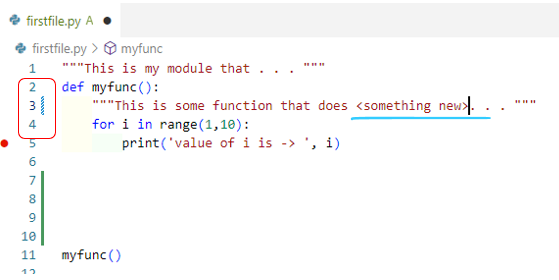 firstfile.py A
firstfile.py > myfunc
1 """This is my module that . . . """
2 def myfunc():
3 """This is some function that does <something new>. . . """
4 for i in range(1,10):
5 print('value of i is -> ', i)
6
7
8
9
10
11 myfunc()
12